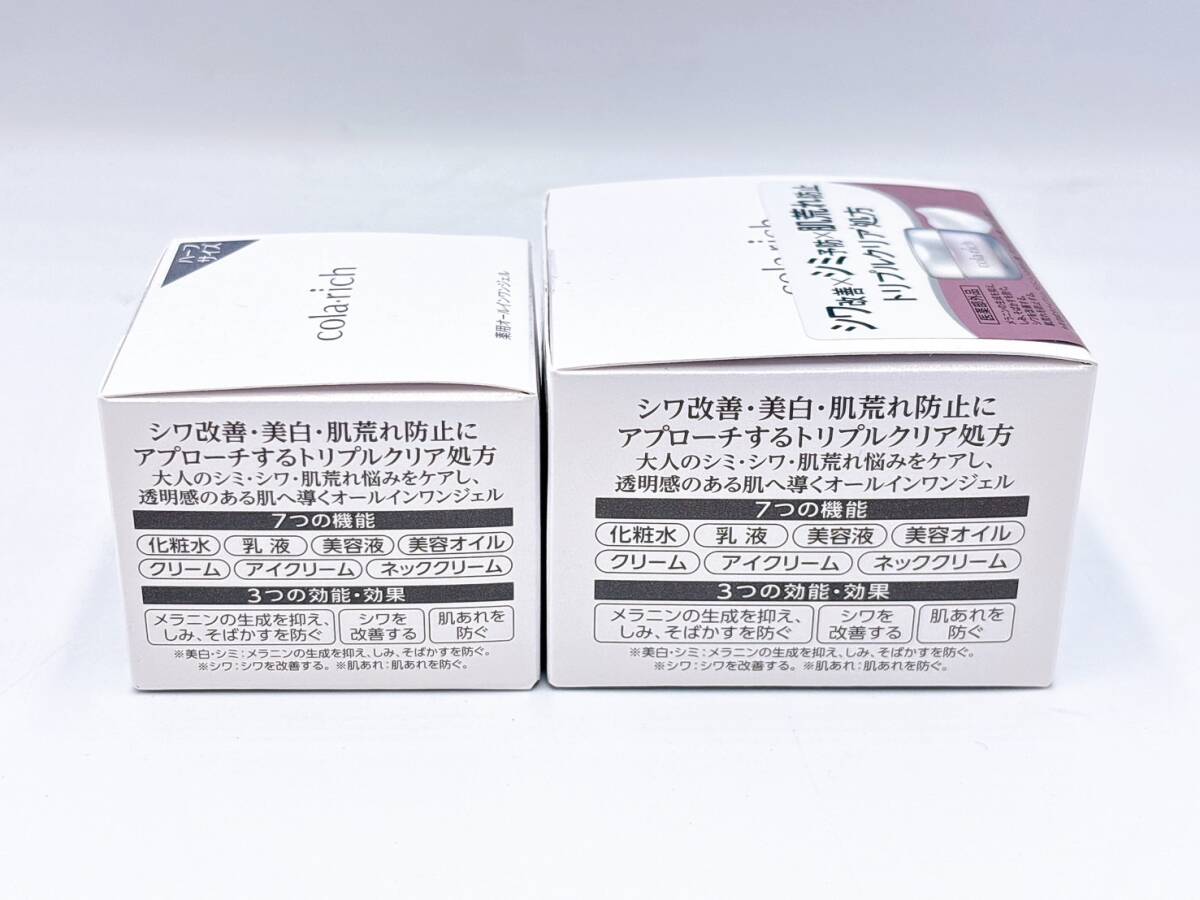 ハーフ
サイズ
cola·rich
薬用オールインワンジェル
シワ改善・美白・肌荒れ防止に
アプローチするトリプルクリア処方
大人のシミ・シワ・肌荒れ悩みをケアし、
透明感のある肌へ導くオールインワンジェル
7つの機能
化粧水 乳液 美容液 美容オイル
クリーム アイクリーム ネッククリーム
3つの効能・効果
メラニンの生成を抑え、
しみ、そばかすを防ぐ
シワを
改善する
肌あれを
防ぐ
※美白・シミ:メラニンの生成を抑え、しみ、そばかすを防ぐ。
※シワ:シワを改善する。※肌あれ:肌あれを防ぐ。
シワ改善×シミ予防×肌荒れ防止
トリプルクリア処方
cola·rich
医薬部外品
シワ改善・美白・肌荒れ防止に
アプローチするトリプルクリア処方
大人のシミ・シワ・肌荒れ悩みをケアし、
透明感のある肌へ導くオールインワンジェル
7つの機能
化粧水 乳液 美容液 美容オイル
クリーム アイクリーム ネッククリーム
3つの効能・効果
メラニンの生成を抑え、
しみ、そばかすを防ぐ
シワを
改善する
肌あれを
防ぐ
※美白・シミ:メラニンの生成を抑え、しみ、そばかすを防ぐ。
※シワ:シワを改善する。※肌あれ:肌あれを防ぐ。